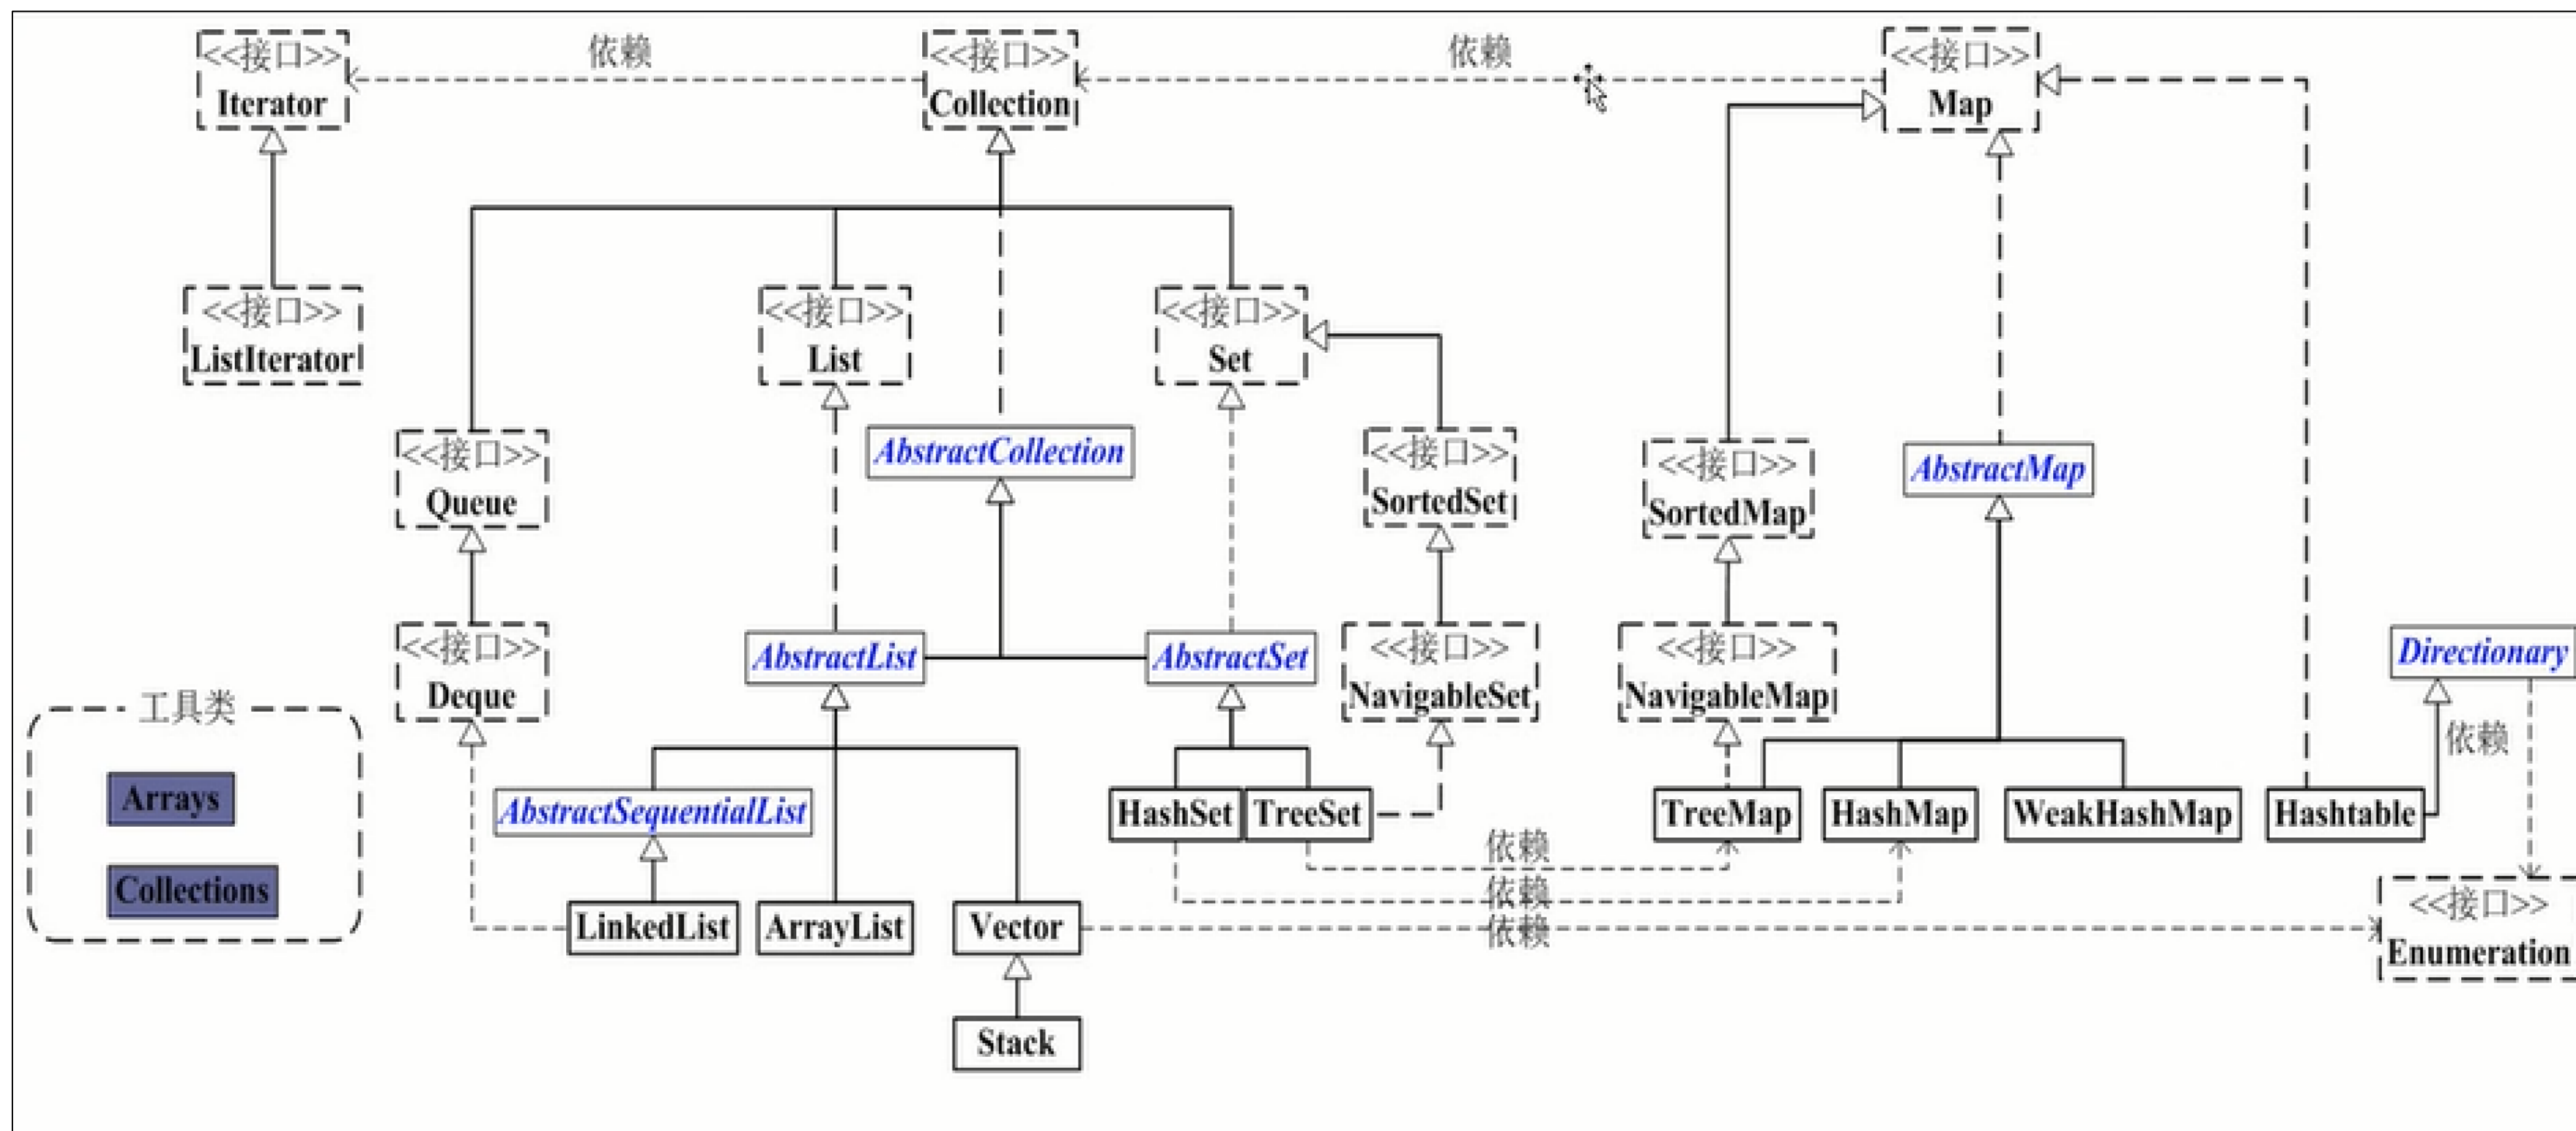 <<接口>>
Iterator
依赖
<<接口>>
Collection
依赖
<<接口>>
Map
<<接口>>
ListIterator
<<接口>>
List
<<接口>>
Set
<<接口>>
Queue
AbstractCollection
<<接口>>
SortedSet
<<接口>>
SortedMap
AbstractMap
<<接口>>
Deque
AbstractList
AbstractSet
<<接口>>
NavigableSet
<<接口>>
NavigableMap
Directionary
依赖
工具类
Arrays
Collections
AbstractSequentialList
HashSet
TreeSet
TreeMap
HashMap
WeakHashMap
Hashtable
依赖
依赖
依赖
LinkedList
ArrayList
Vector
<<接口>>
Enumeration
Stack